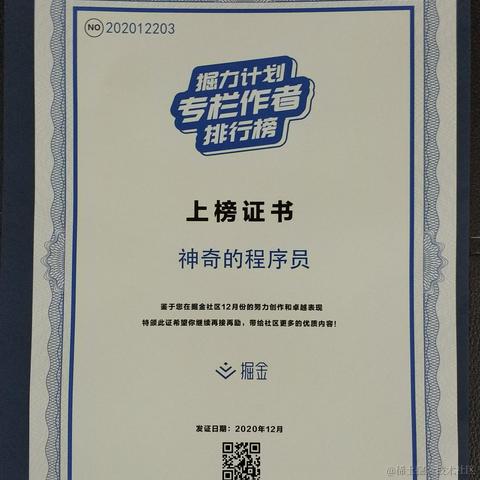 NO 202012203
掘力计划
专栏作者
排行榜
上榜证书
神奇的程序员
鉴于您在掘金社区12月份的努力创作和卓越表现
特颁此证希望你继续再接再励，带给社区更多的优质内容！
掘金
发证日期：2020年12月
@稀土掘金技术社区